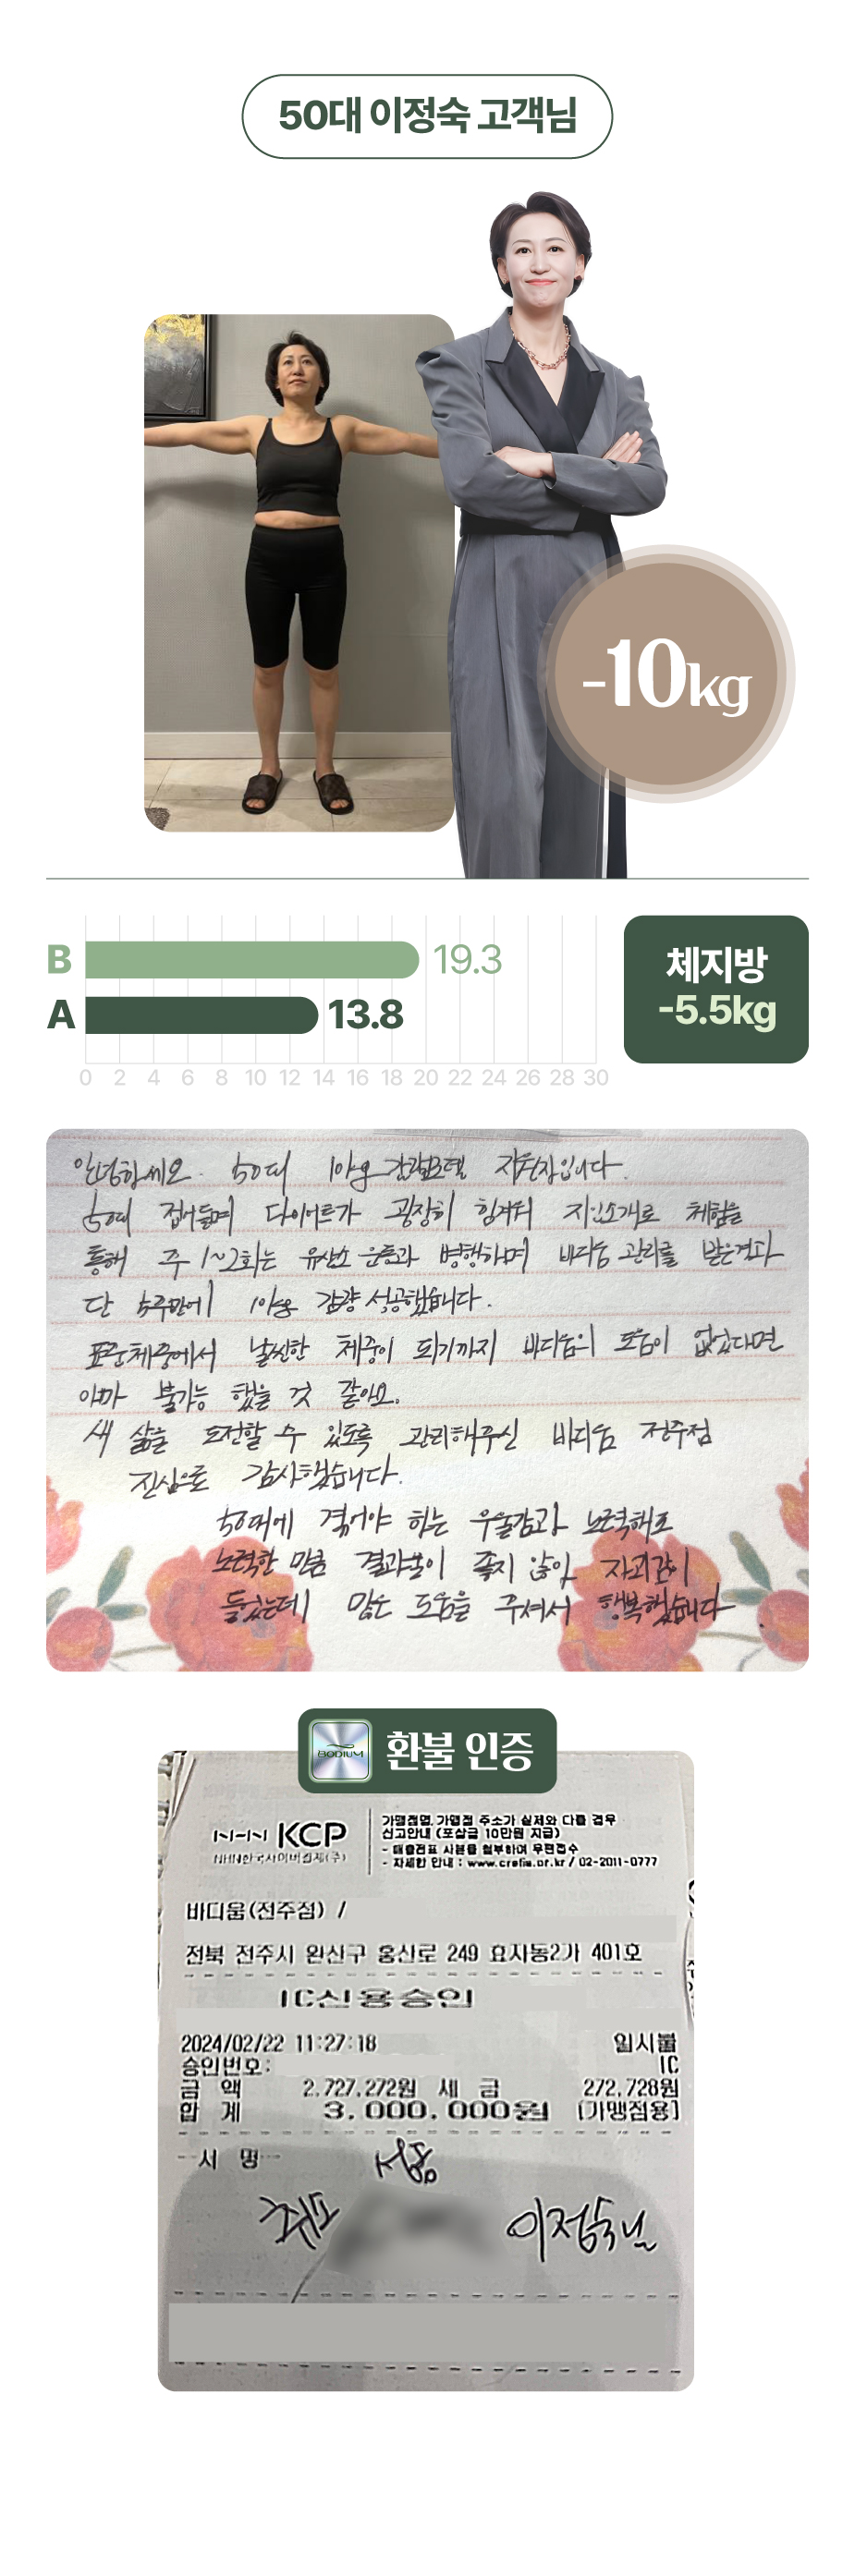 50대 이정숙 고객님
-10kg
B 19.3
A 13.8
0 2 4 6 8 10 12 14 16 18 20 22 24 26 28 30
체지방
-5.5kg
안녕하세요. 50대 10kg 감량모델 지원자입니다.
50대 접어들며 다이어트가 굉장히 힘겨워 지인소개로 체험을
통해 주 1~2회는 유산소 운동과 병행하며 바디움 관리를 받은결과
단 5주만에 10kg 감량 성공했습니다.
표준체중에서 날씬한 체중이 되기까지 바디움의 도움이 없었다면
아마 불가능 했을 것 같아요.
새 삶을 도전할 수 있도록 관리해주신 바디움 전주점
진심으로 감사했습니다.
50대에 겪어야 하는 우울감과 노력해도
노력한 만큼 결과물이 좋지 않아 자괴감이
들었는데 많은 도움을 주셔서 행복했습니다
BODIUM 환불 인증
NHN KCP
NHN한국사이버결제(주)
가맹점명,가맹점 주소가 실제와 다를 경우
신고안내 (포상금 10만원 지급)
- 매출전표 사본을 첨부하여 우편접수
- 자세한 안내 : www.crefia.or.kr / 02-2011-0777
바디움(전주점) /
전북 전주시 완산구 홍산로 249 효자동2가 401호
IC신용승인
2024/02/22 11:27:18 일시불
승인번호: IC
금 액 2,727,272원 세 금 272,728원
합 계 3,000,000원 [가맹점용]
서 명
이정숙님